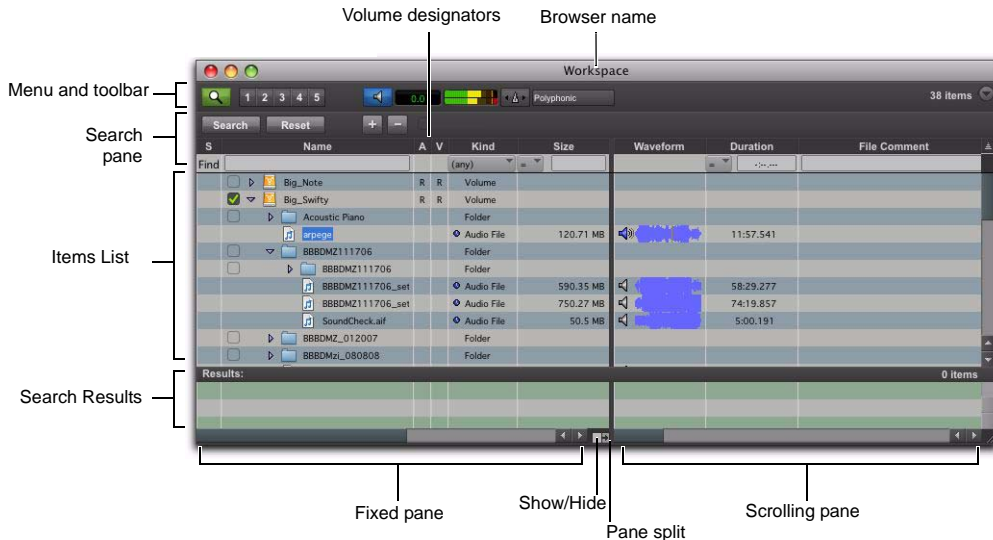 Volume designators
Browser name
Workspace
Menu and toolbar
1 2 3 4 5
0.0
Polyphonic
38 items
Search pane
Search Reset + −
S Name A V Kind Size Waveform Duration File Comment
Find (any) = = -:--.---
Items List
Big_Note R R Volume
Big_Swifty R R Volume
Acoustic Piano Folder
arpege Audio File 120.71 MB 11:57.541
BBBDMZ111706 Folder
BBBDMZ111706 Folder
BBBDMZ111706_set Audio File 590.35 MB 58:29.277
BBBDMZ111706_set Audio File 750.27 MB 74:19.857
SoundCheck.aif Audio File 50.5 MB 5:00.191
BBBDMZ_012007 Folder
BBBDMzi_080808 Folder
Results: 0 items
Search Results
Fixed pane
Show/Hide
Pane split
Scrolling pane